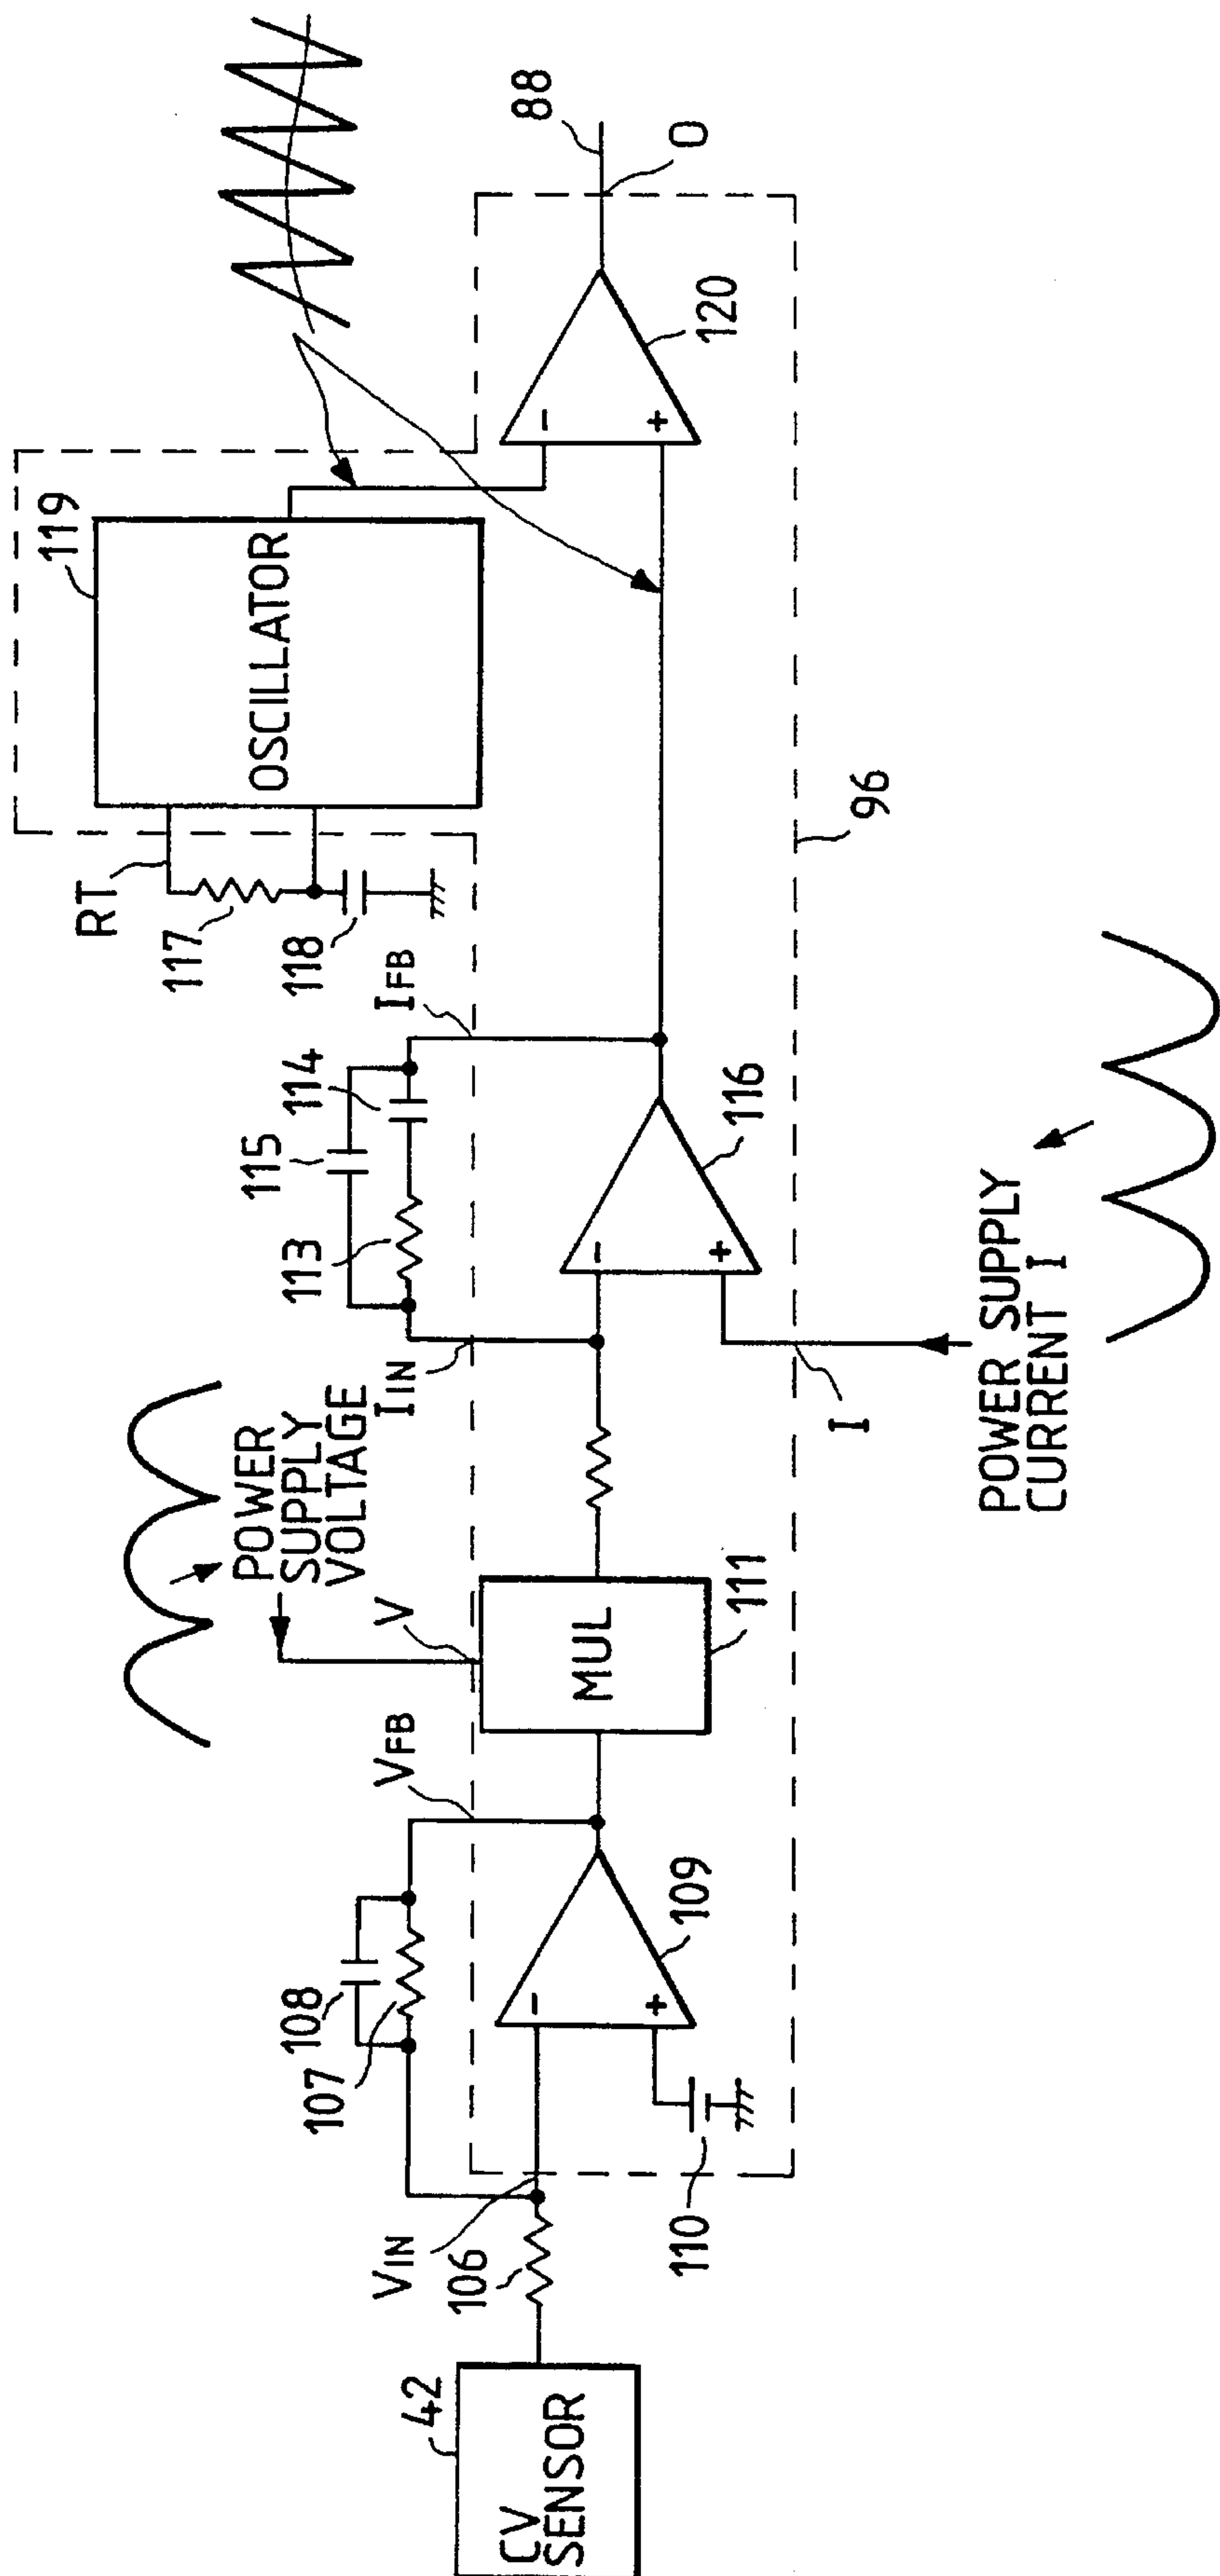 42
CV
SENSOR
VIN
106
107
108
VFB
109
110
V
POWER
SUPPLY
VOLTAGE
MUL
111
IIN
113
115
114
IFB
116
I
POWER SUPPLY
CURRENT I
RT
117
118
119
OSCILLATOR
96
120
88
O
-
+
-
+
-
+